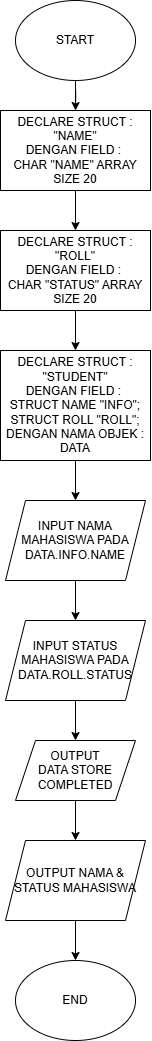 START
DECLARE STRUCT :
"NAME"
DENGAN FIELD :
CHAR "NAME" ARRAY
SIZE 20
DECLARE STRUCT :
"ROLL"
DENGAN FIELD :
CHAR "STATUS" ARRAY
SIZE 20
DECLARE STRUCT :
"STUDENT"
DENGAN FIELD :
STRUCT NAME "INFO";
STRUCT ROLL "ROLL";
DENGAN NAMA OBJEK :
DATA
INPUT NAMA
MAHASISWA PADA
DATA.INFO.NAME
INPUT STATUS
MAHASISWA PADA
DATA.ROLL.STATUS
OUTPUT
DATA STORE
COMPLETED
OUTPUT NAMA &
STATUS MAHASISWA
END